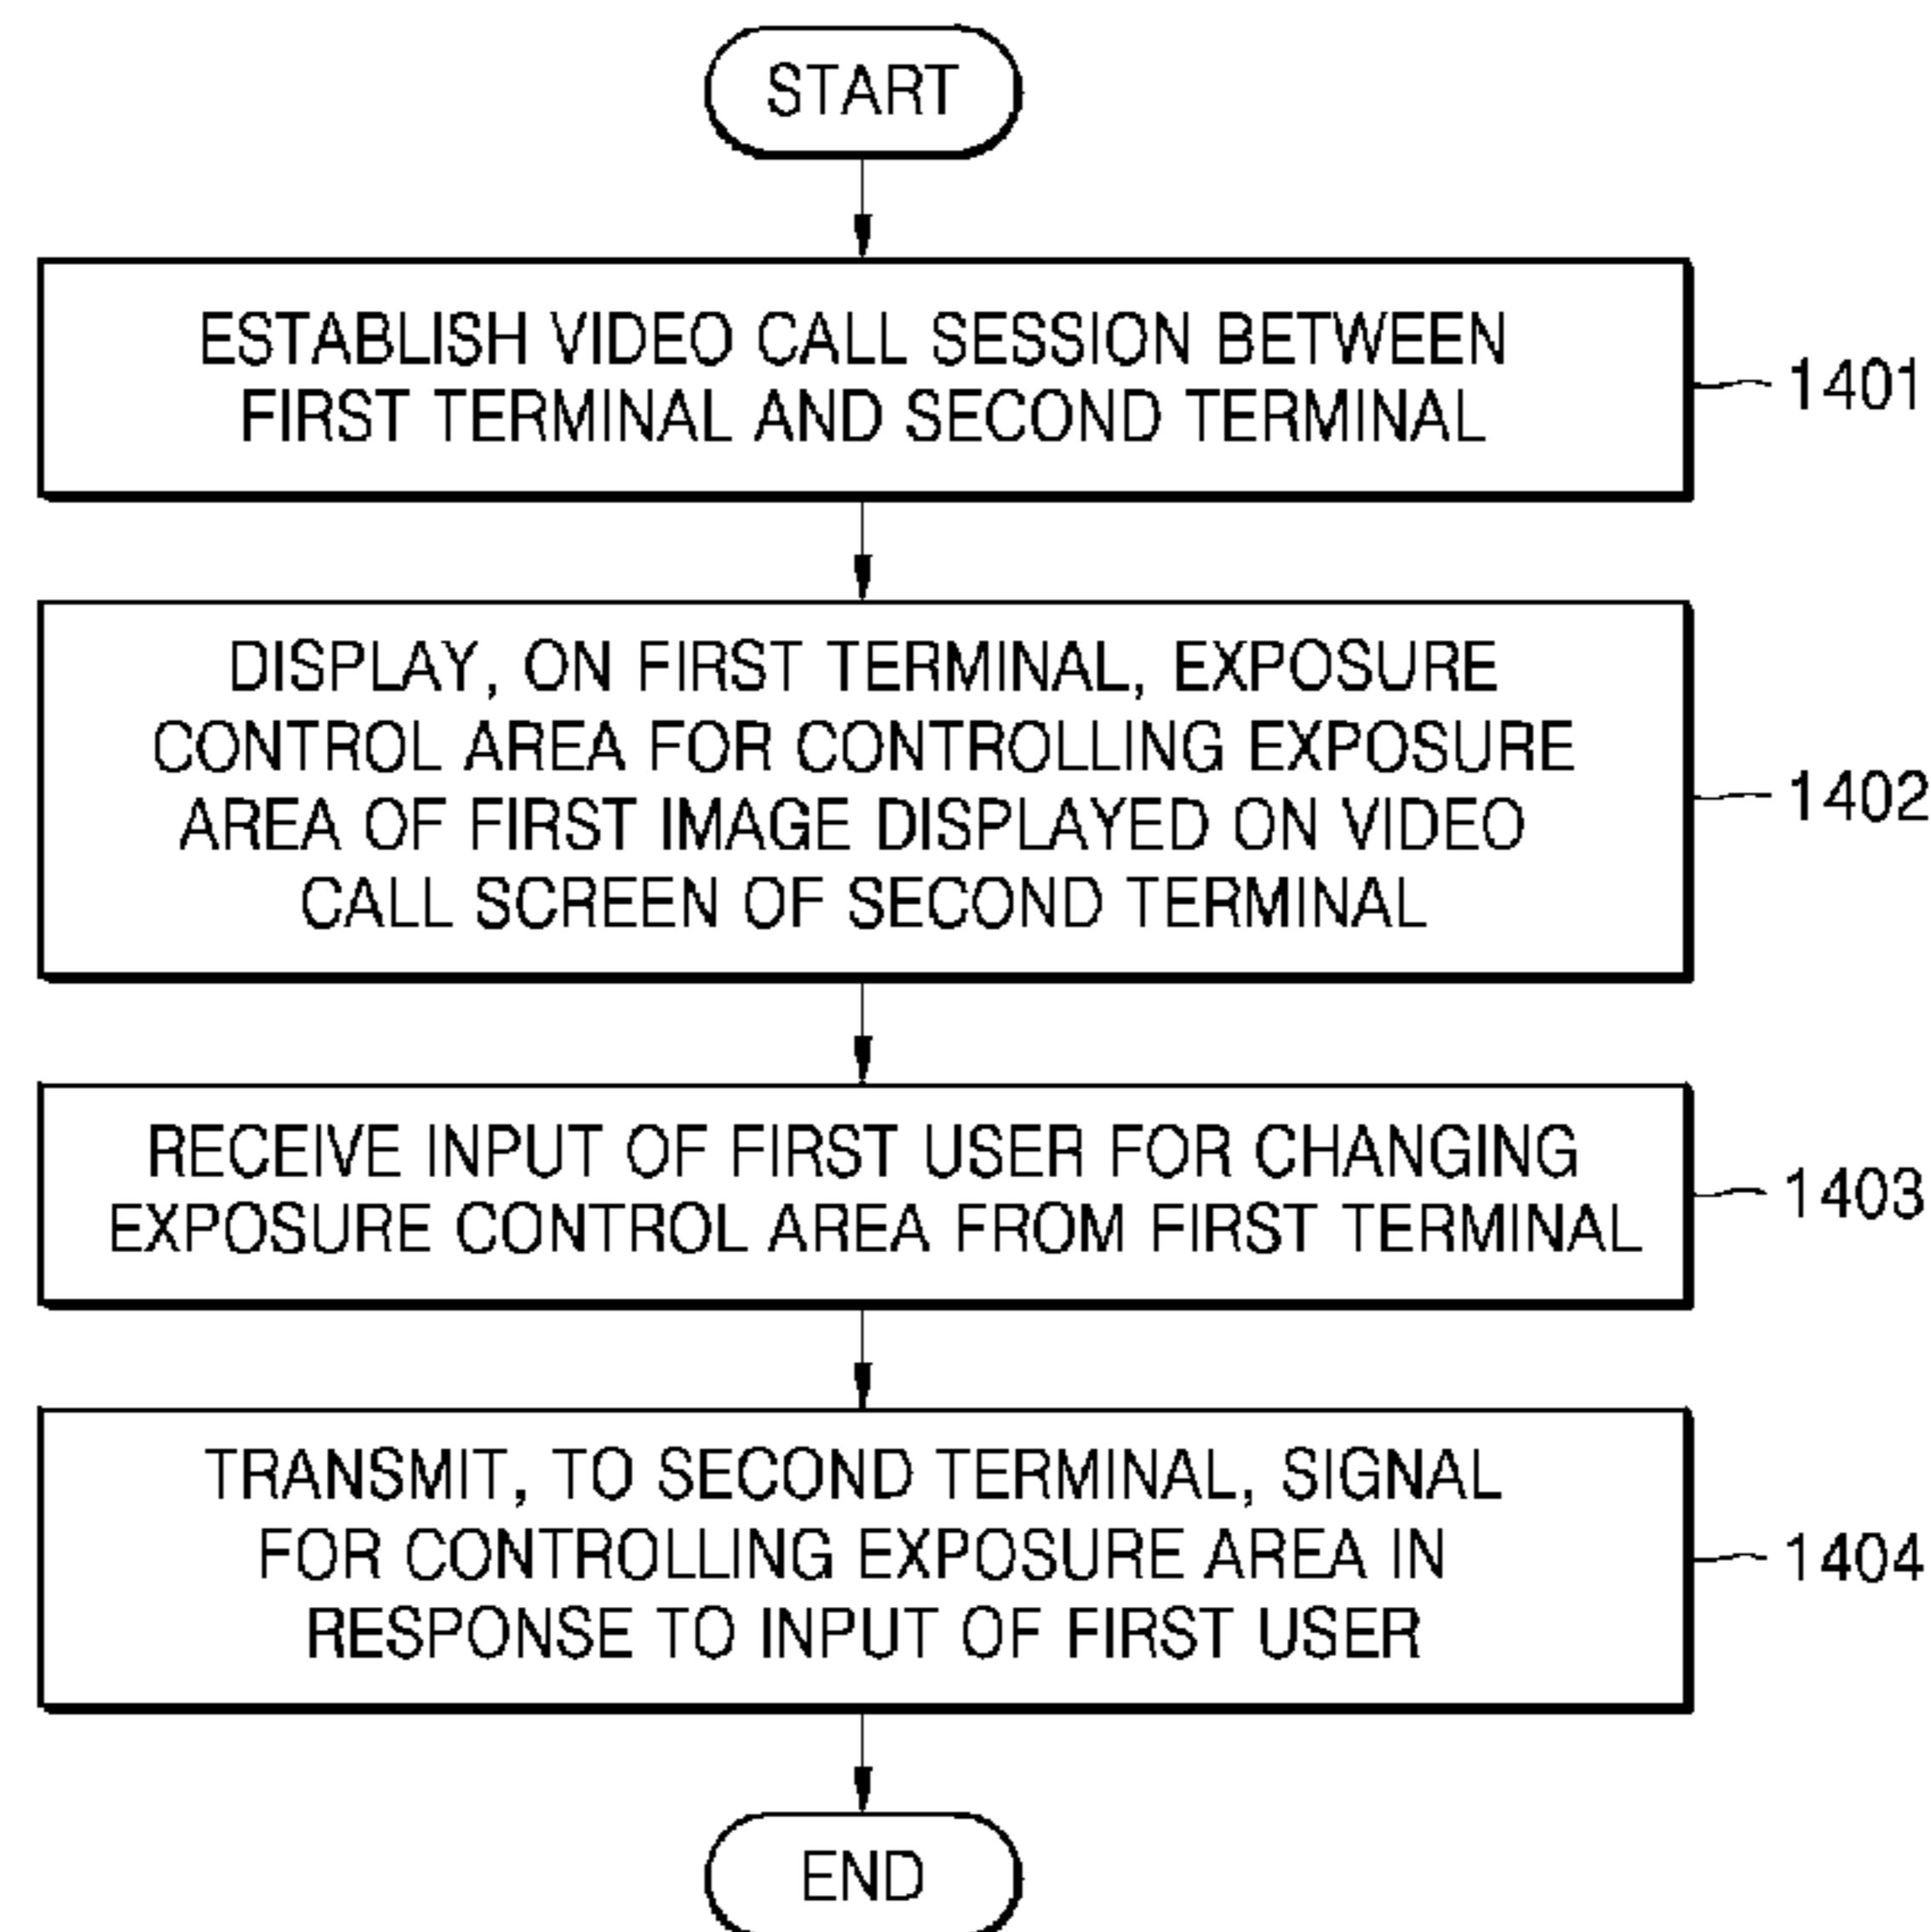 START
ESTABLISH VIDEO CALL SESSION BETWEEN
FIRST TERMINAL AND SECOND TERMINAL
1401
DISPLAY, ON FIRST TERMINAL, EXPOSURE
CONTROL AREA FOR CONTROLLING EXPOSURE
AREA OF FIRST IMAGE DISPLAYED ON VIDEO
CALL SCREEN OF SECOND TERMINAL
1402
RECEIVE INPUT OF FIRST USER FOR CHANGING
EXPOSURE CONTROL AREA FROM FIRST TERMINAL
1403
TRANSMIT, TO SECOND TERMINAL, SIGNAL
FOR CONTROLLING EXPOSURE AREA IN
RESPONSE TO INPUT OF FIRST USER
1404
END